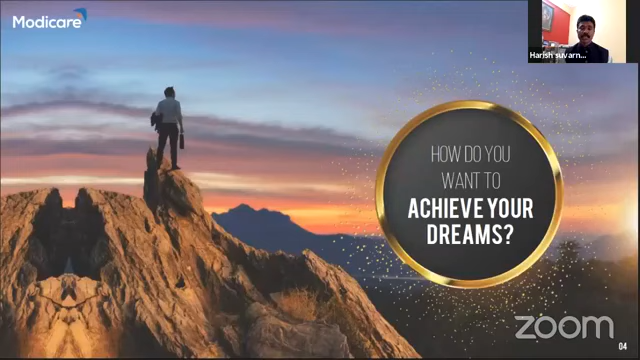 Modicare
Harish suvarn...
HOW DO YOU
WANT TO
ACHIEVE YOUR
DREAMS?
zoom
04